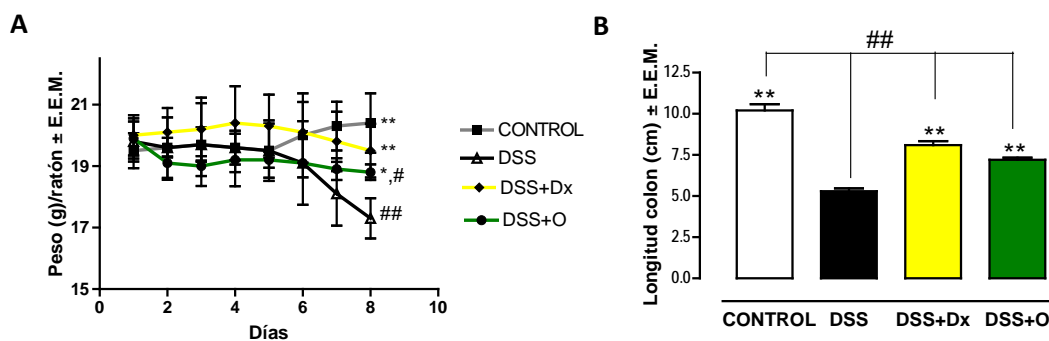 A
Peso (g)/ratón ± E.E.M.
21
19
17
15
0
2
4
6
8
10
Días
**
**
*,#
##
CONTROL
DSS
DSS+Dx
DSS+O
B
Longitud colon (cm) ± E.E.M.
12.5
10.0
7.5
5.0
2.5
0.0
##
**
**
**
CONTROL
DSS
DSS+Dx
DSS+O